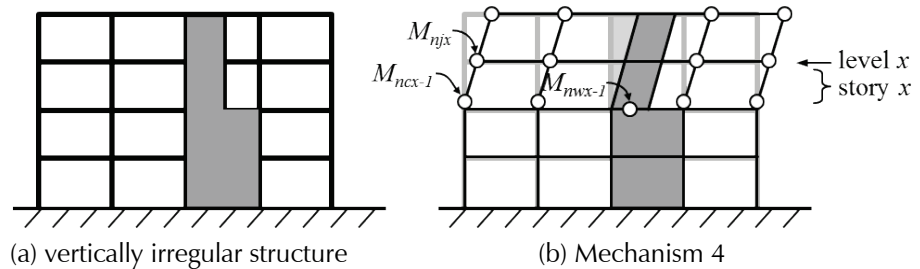 M_njx
M_ncx-1
M_nwx-1
level x
story x
(a) vertically irregular structure
(b) Mechanism 4